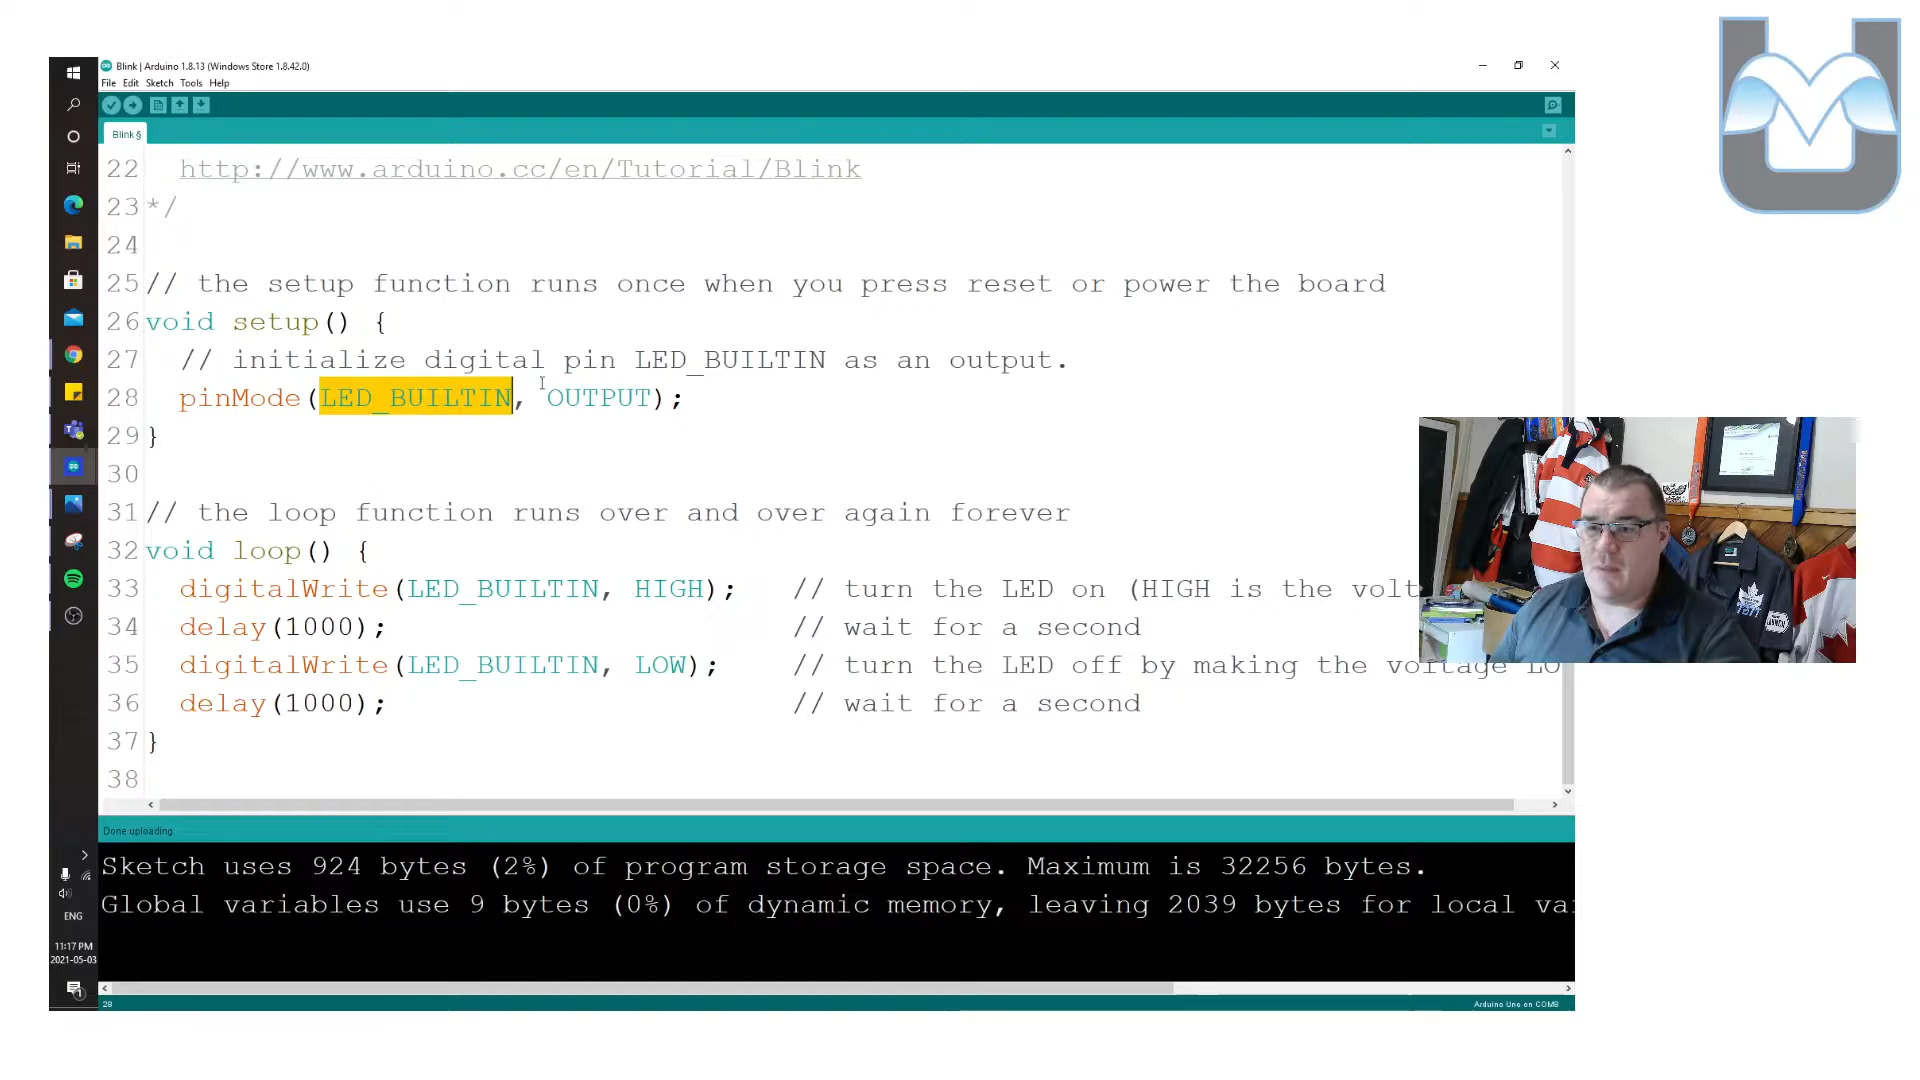 Blink | Arduino 1.8.13 (Windows Store 1.8.42.0)
File Edit Sketch Tools Help
Blink §
22 http://www.arduino.cc/en/Tutorial/Blink
23 */
24
25 // the setup function runs once when you press reset or power the board
26 void setup() {
27 // initialize digital pin LED_BUILTIN as an output.
28 pinMode(LED_BUILTIN, OUTPUT);
29 }
30
31 // the loop function runs over and over again forever
32 void loop() {
33 digitalWrite(LED_BUILTIN, HIGH); // turn the LED on (HIGH is the volt
34 delay(1000); // wait for a second
35 digitalWrite(LED_BUILTIN, LOW); // turn the LED off by making the voltage LO
36 delay(1000); // wait for a second
37 }
38
Done uploading.
Sketch uses 924 bytes (2%) of program storage space. Maximum is 32256 bytes.
Global variables use 9 bytes (0%) of dynamic memory, leaving 2039 bytes for local va
ENG
11:17 PM
2021-05-03
28
Arduino Uno on COM8